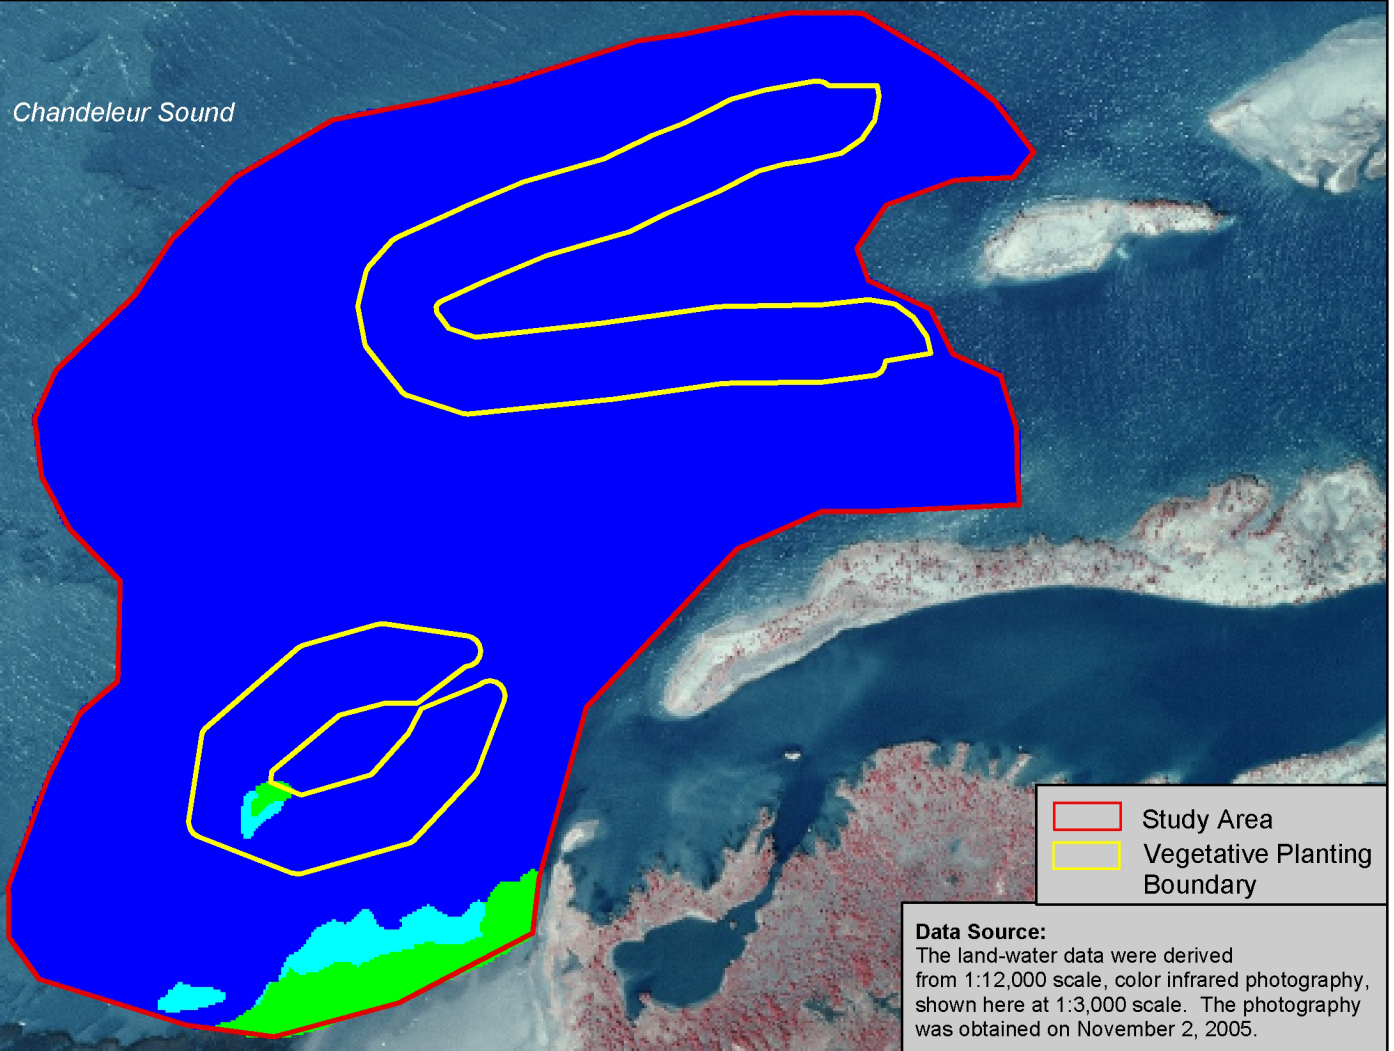 Chandeleur Sound
Study Area
Vegetative Planting
Boundary
Data Source:
The land-water data were derived
from 1:12,000 scale, color infrared photography,
shown here at 1:3,000 scale.  The photography
was obtained on November 2, 2005.